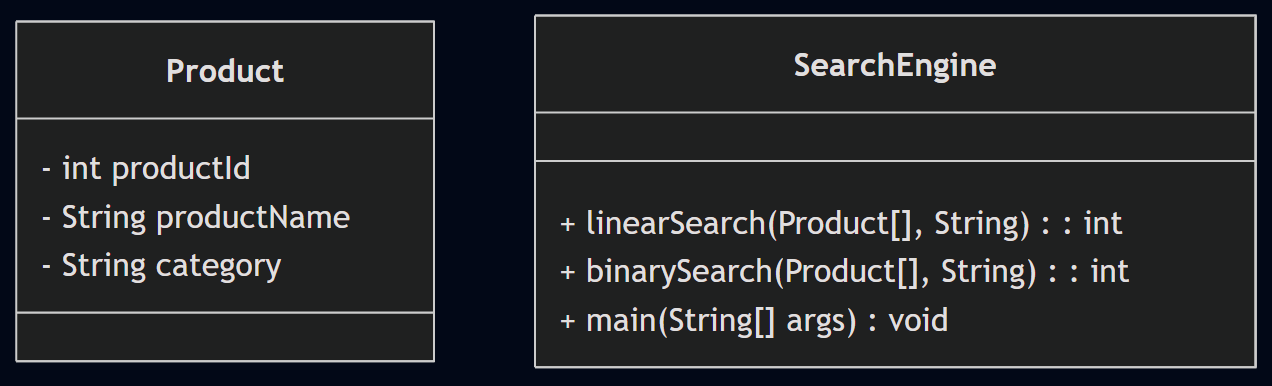 Product
- int productId
- String productName
- String category
SearchEngine
+ linearSearch(Product[], String) : : int
+ binarySearch(Product[], String) : : int
+ main(String[] args) : void